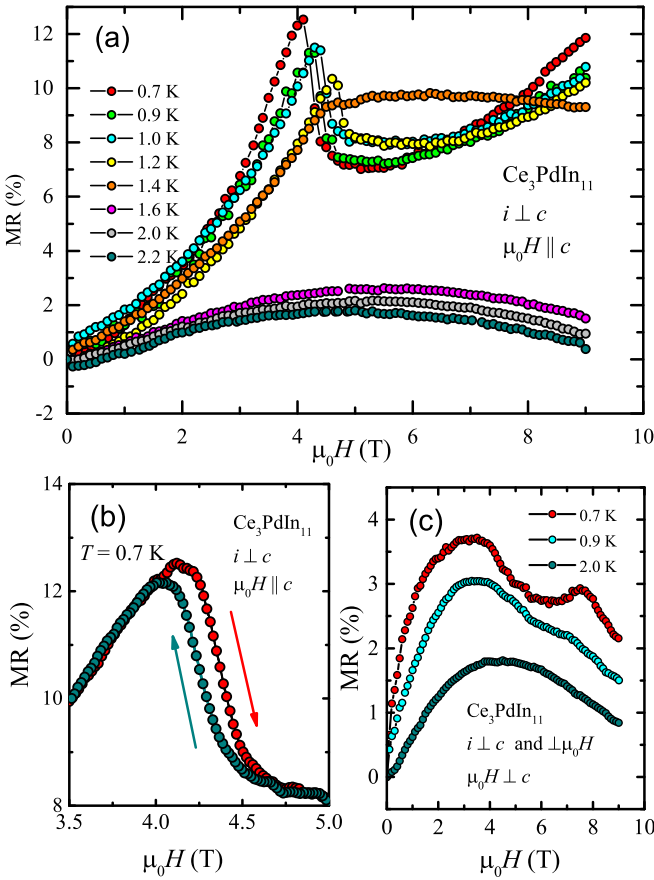 (a)
12
10
8
6
4
2
0
-2
MR (%)
0.7 K
0.9 K
1.0 K
1.2 K
1.4 K
1.6 K
2.0 K
2.2 K
Ce₃PdIn₁₁
i ⊥ c
μ₀H ∥ c
0 2 4 6 8 10
μ₀H (T)
(b)
14
12
10
8
MR (%)
T = 0.7 K
Ce₃PdIn₁₁
i ⊥ c
μ₀H ∥ c
3.5 4.0 4.5 5.0
μ₀H (T)
(c)
4
3
2
1
0
MR (%)
0.7 K
0.9 K
2.0 K
Ce₃PdIn₁₁
i ⊥ c and ⊥μ₀H
μ₀H ⊥ c
0 2 4 6 8 10
μ₀H (T)